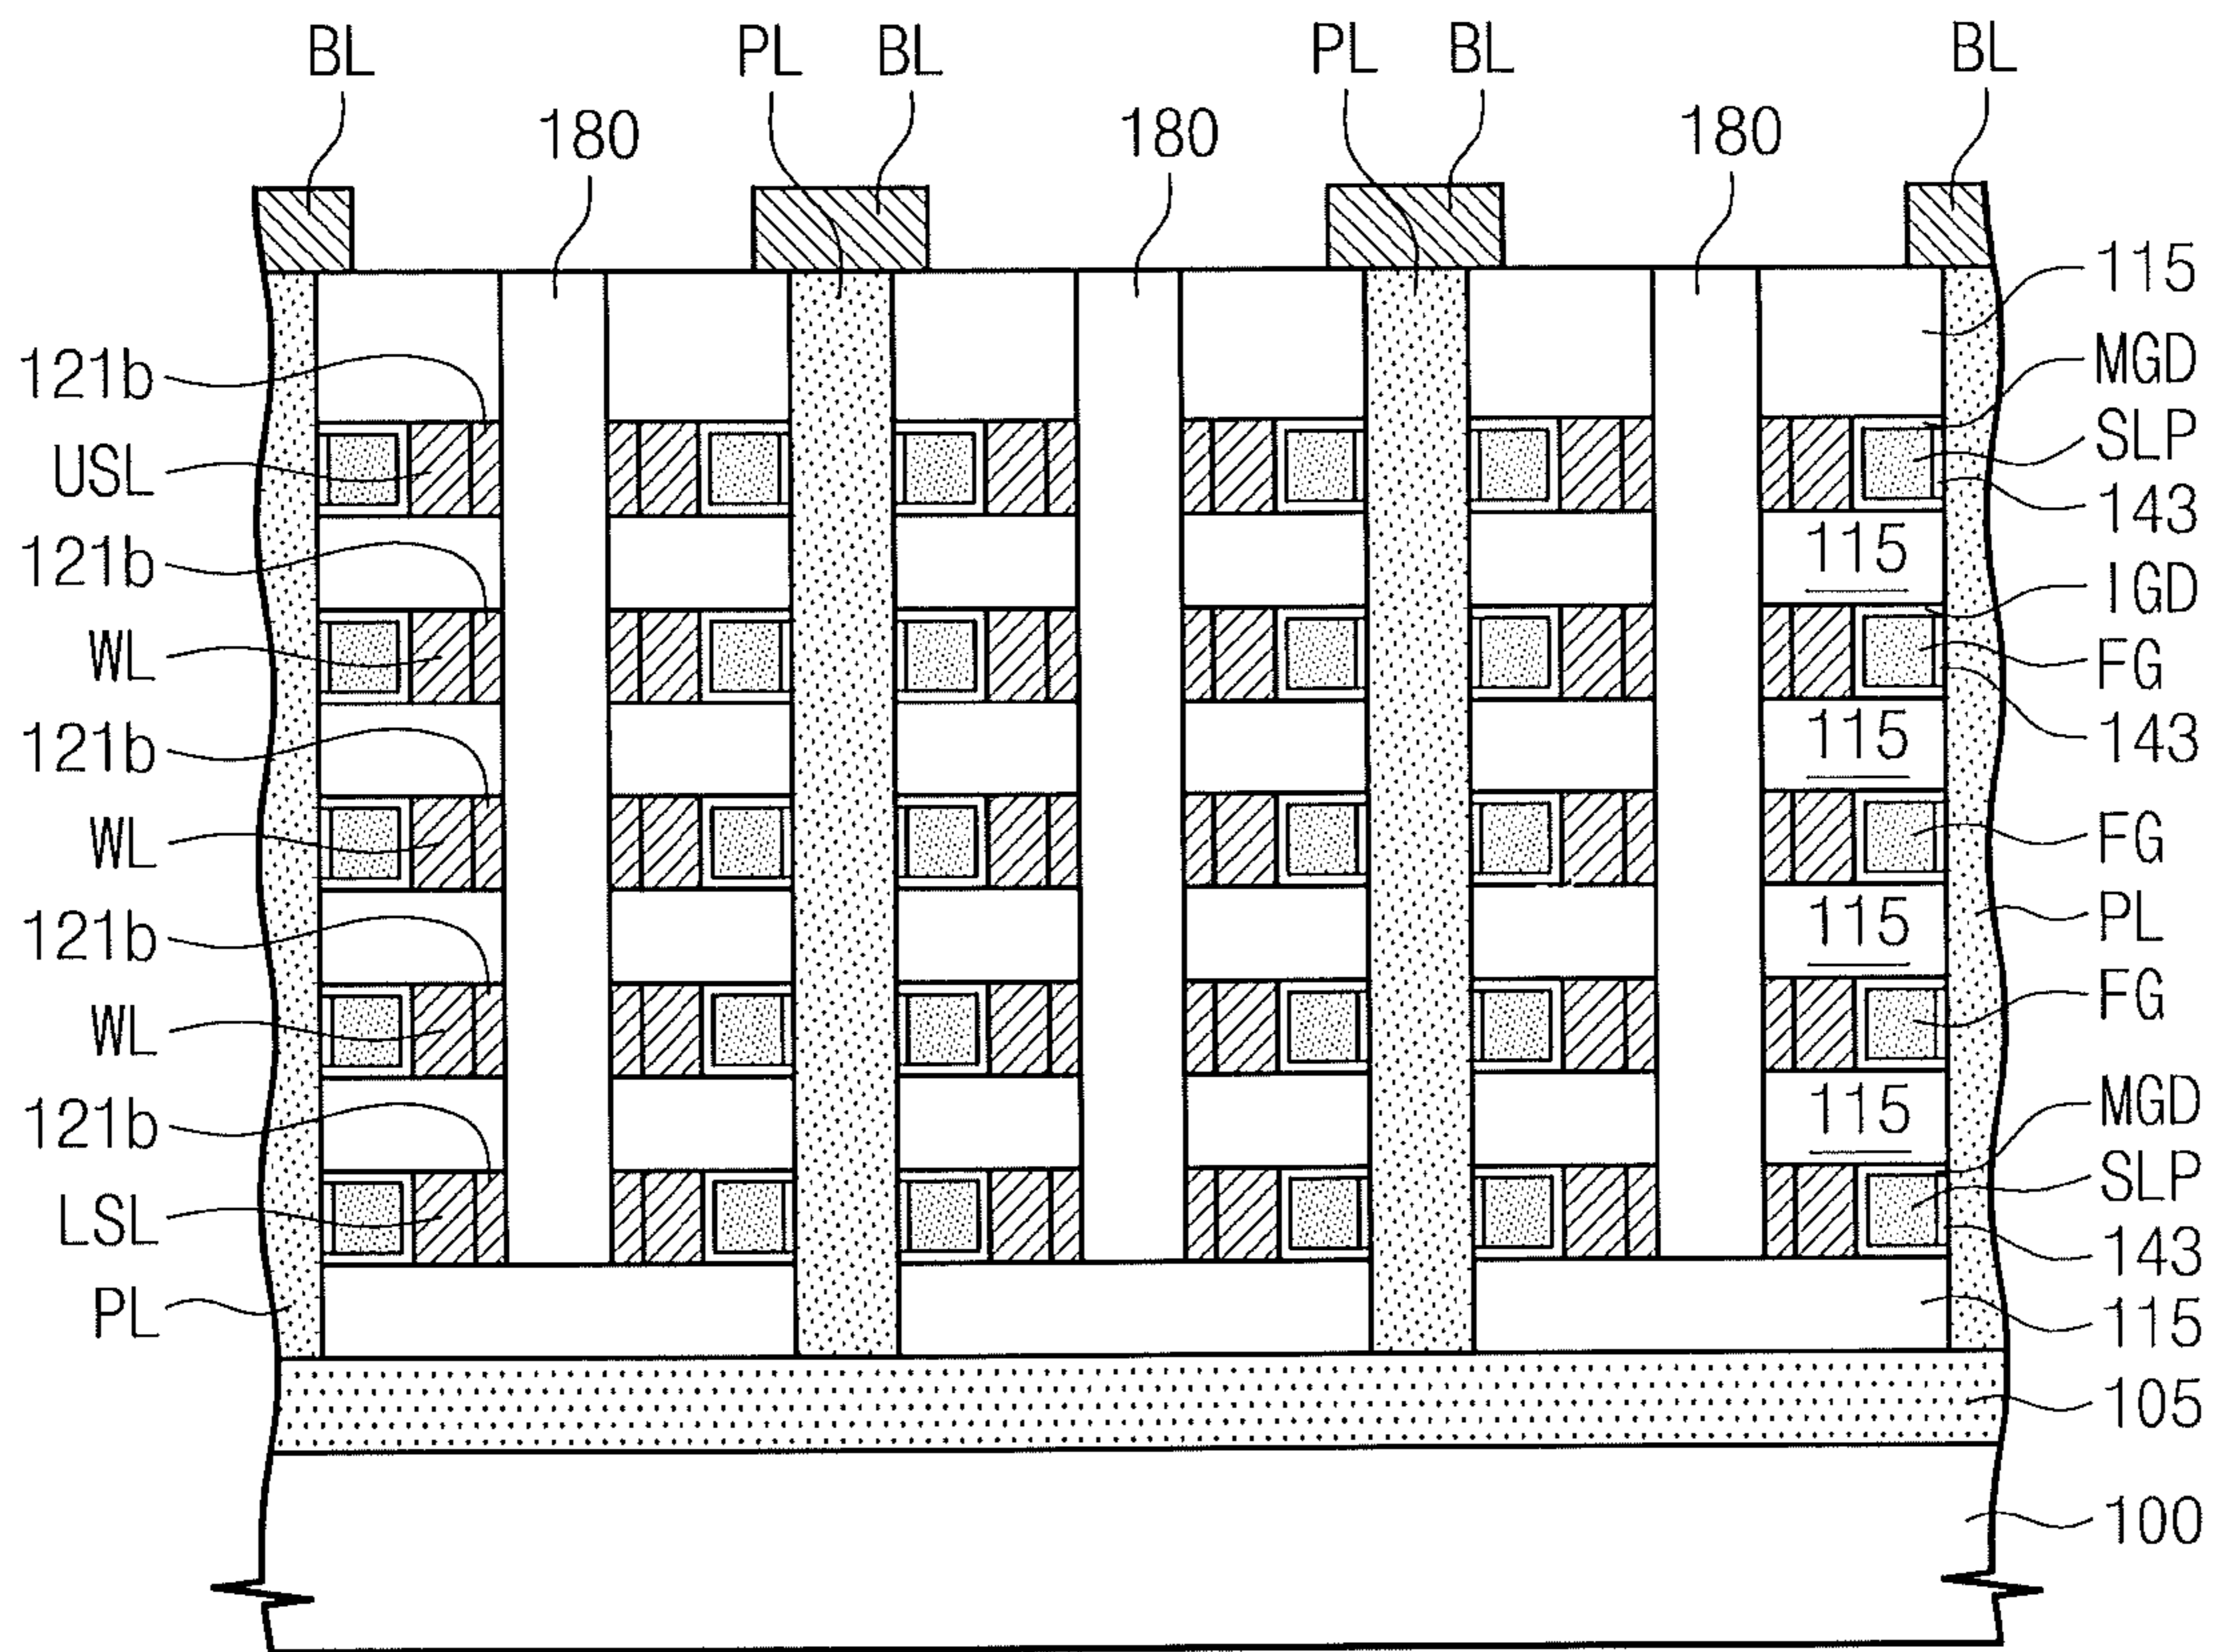 BL PL BL PL BL BL
180 180 180
115
MGD
121b
SLP
USL
143
115
121b
IGD
WL
FG
115
121b
143
WL
FG
115
121b
PL
FG
WL
MGD
115
121b
SLP
LSL
143
PL
115
105
100